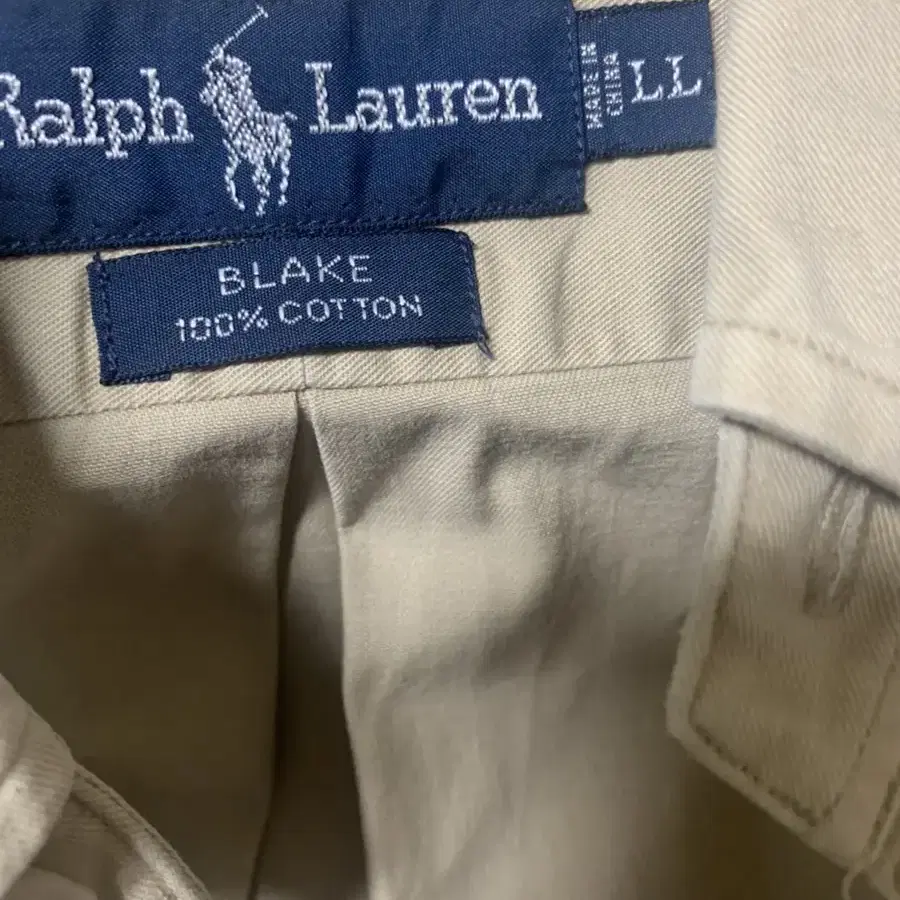 Ralph Lauren
MADE IN
CHINA
LL
BLAKE
100% COTTON